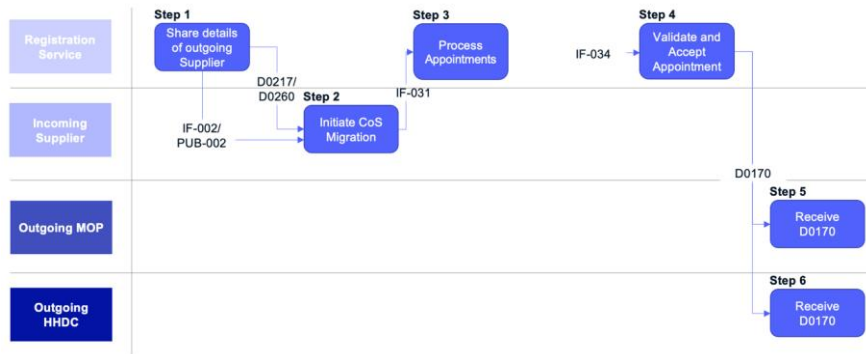 Step 1
Step 3
Step 4
Registration
Service
Share details
of outgoing
Supplier
Process
Appointments
IF-034
Validate and
Accept
Appointment
D0217/
D0260
Step 2
IF-031
Incoming
Supplier
IF-002/
PUB-002
Initiate CoS
Migration
D0170
Step 5
Outgoing MOP
Receive
D0170
Step 6
Outgoing
HHDC
Receive
D0170